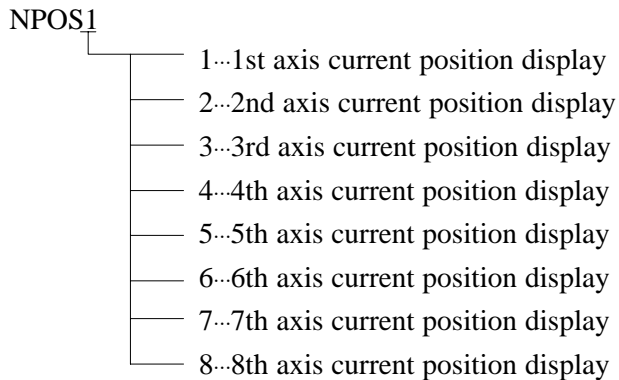 NPOS1
1···1st axis current position display
2···2nd axis current position display
3···3rd axis current position display
4···4th axis current position display
5···5th axis current position display
6···6th axis current position display
7···7th axis current position display
8···8th axis current position display